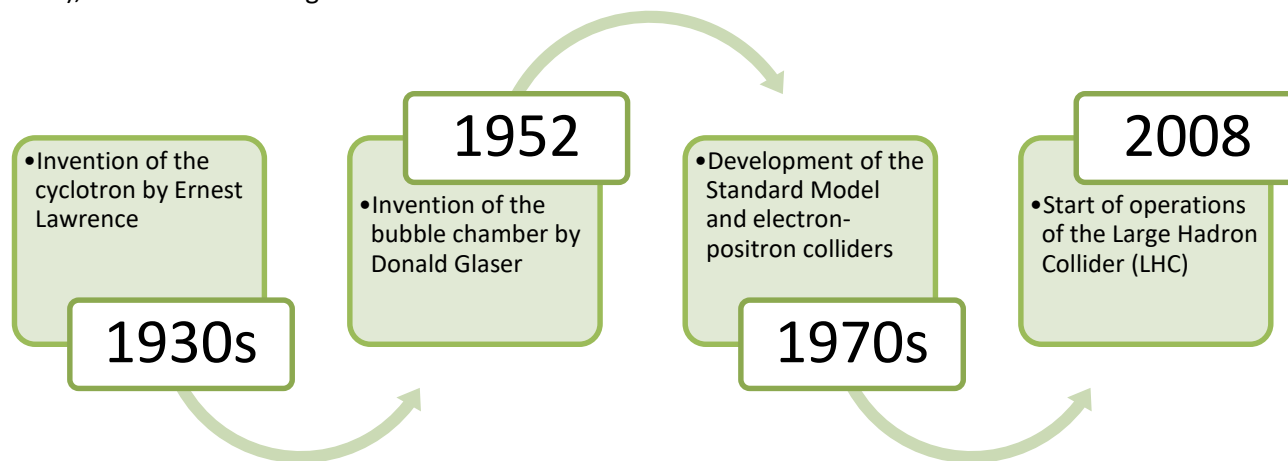 1930s
•Invention of the
cyclotron by Ernest
Lawrence
1952
•Invention of the
bubble chamber by
Donald Glaser
1970s
•Development of the
Standard Model
and electron-
positron colliders
2008
•Start of operations
of the Large Hadron
Collider (LHC)